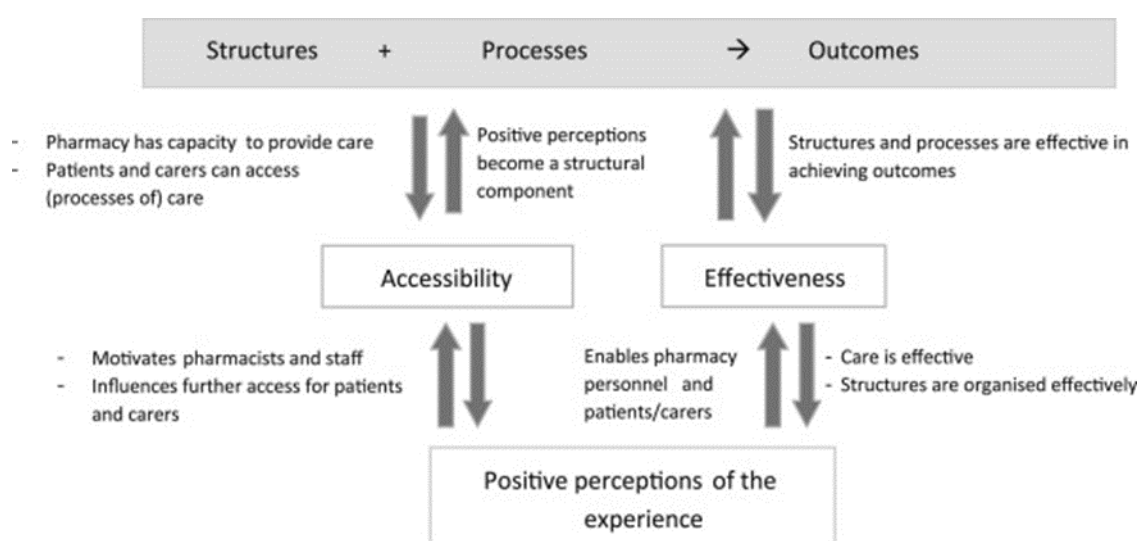 Structures + Processes → Outcomes
- Pharmacy has capacity to provide care
- Patients and carers can access
(processes of) care
Positive perceptions
become a structural
component
Structures and processes are effective in
achieving outcomes
Accessibility
Effectiveness
- Motivates pharmacists and staff
- Influences further access for patients
and carers
Enables pharmacy
personnel and
patients/carers
- Care is effective
- Structures are organised effectively
Positive perceptions of the
experience